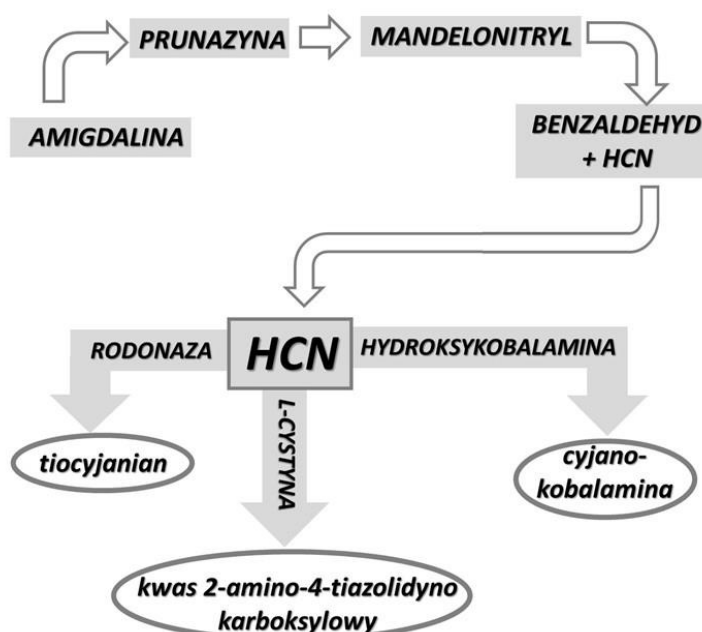 PRUNAZYNA
MANDELONITRYL
AMIGDALINA
BENZALDEHYD
+ HCN
RODONAZA
HCN
HYDROKSYKOBALAMINA
L-CYSTYNA
tiocyjanian
cyjano-
kobalamina
kwas 2-amino-4-tiazolidyno
karboksylowy